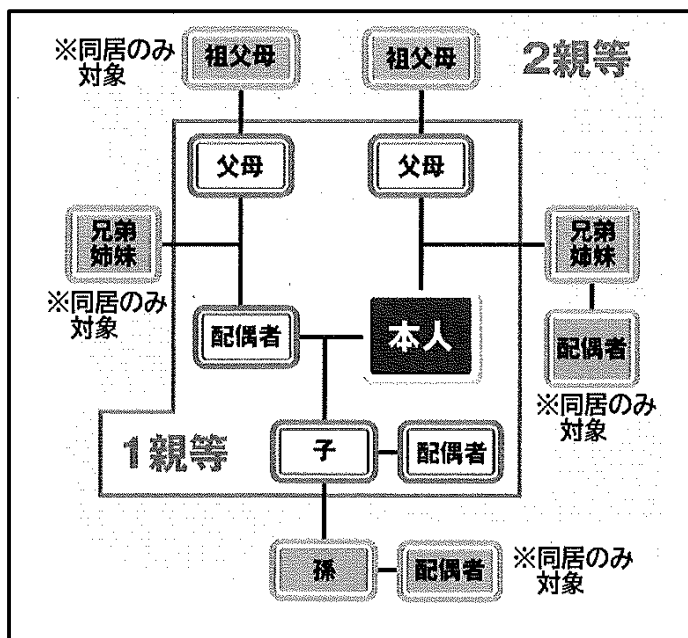 ※同居のみ
対象
祖父母
祖父母
2親等
父母
父母
兄弟
姉妹
※同居のみ
対象
兄弟
姉妹
配偶者
本人
配偶者
※同居のみ
対象
1親等
子
配偶者
孫
配偶者
※同居のみ
対象